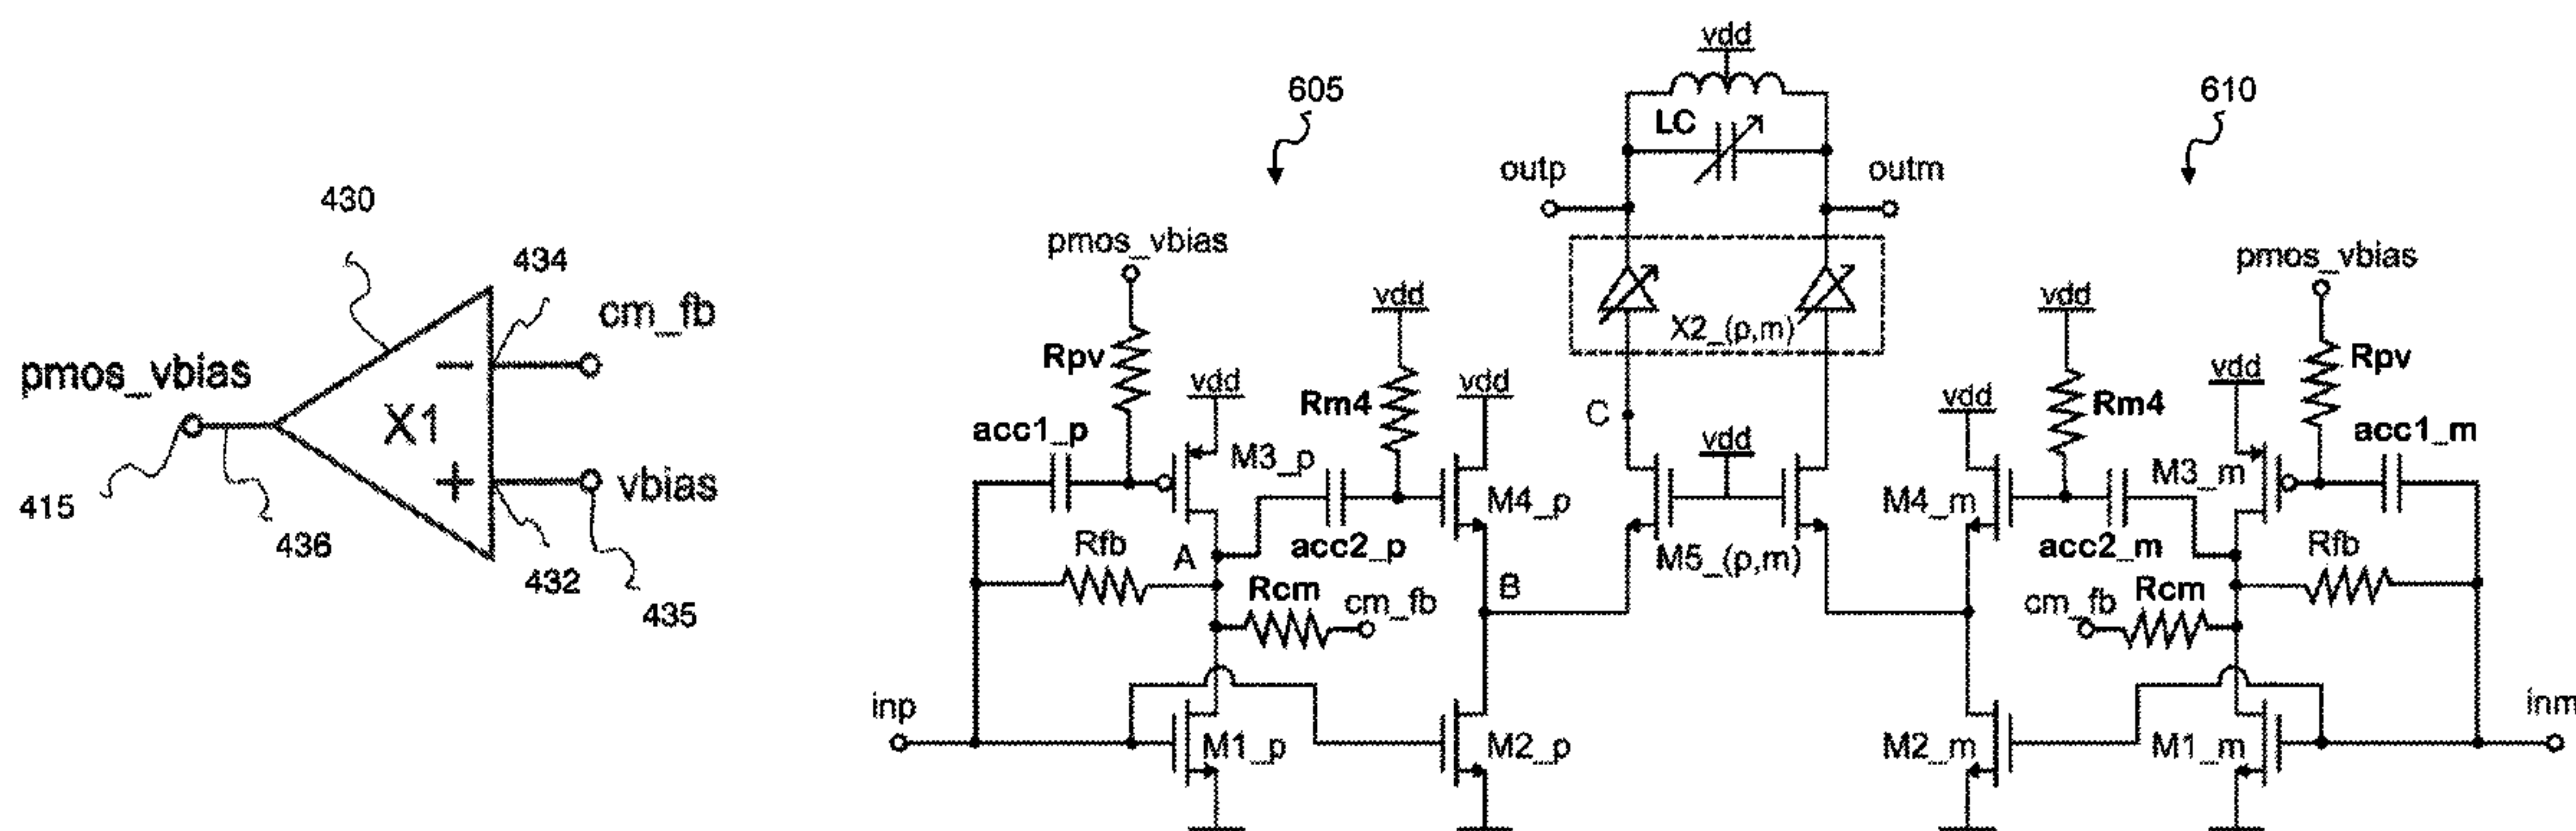 430
434
cm_fb
pmos_vbias
X1
−
+
vbias
415
436
432
435
605
610
vdd
LC
outp
outm
pmos_vbias
Rpv
vdd
vdd
Rm4
vdd
acc1_p
M3_p
acc2_p
M4_p
A
Rfb
Rcm
cm_fb
B
inp
M1_p
M2_p
X2_(p,m)
C
vdd
M5_(p,m)
pmos_vbias
vdd
vdd
Rpv
vdd
Rm4
acc1_m
M3_m
M4_m
acc2_m
Rfb
Rcm
cm_fb
M2_m
M1_m
inm